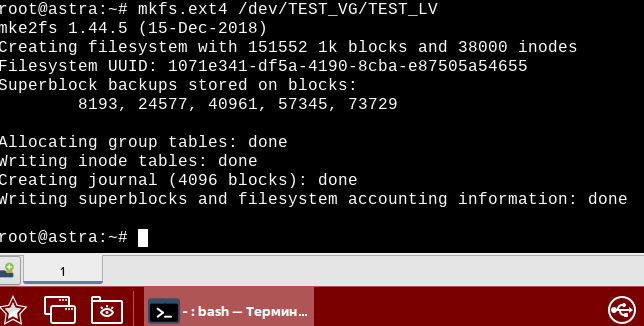 root@astra:~# mkfs.ext4 /dev/TEST_VG/TEST_LV
mke2fs 1.44.5 (15-Dec-2018)
Creating filesystem with 151552 1k blocks and 38000 inodes
Filesystem UUID: 1071e341-df5a-4190-8cba-e87505a54655
Superblock backups stored on blocks:
        8193, 24577, 40961, 57345, 73729

Allocating group tables: done
Writing inode tables: done
Creating journal (4096 blocks): done
Writing superblocks and filesystem accounting information: done

root@astra:~#
1
- : bash — Термин...